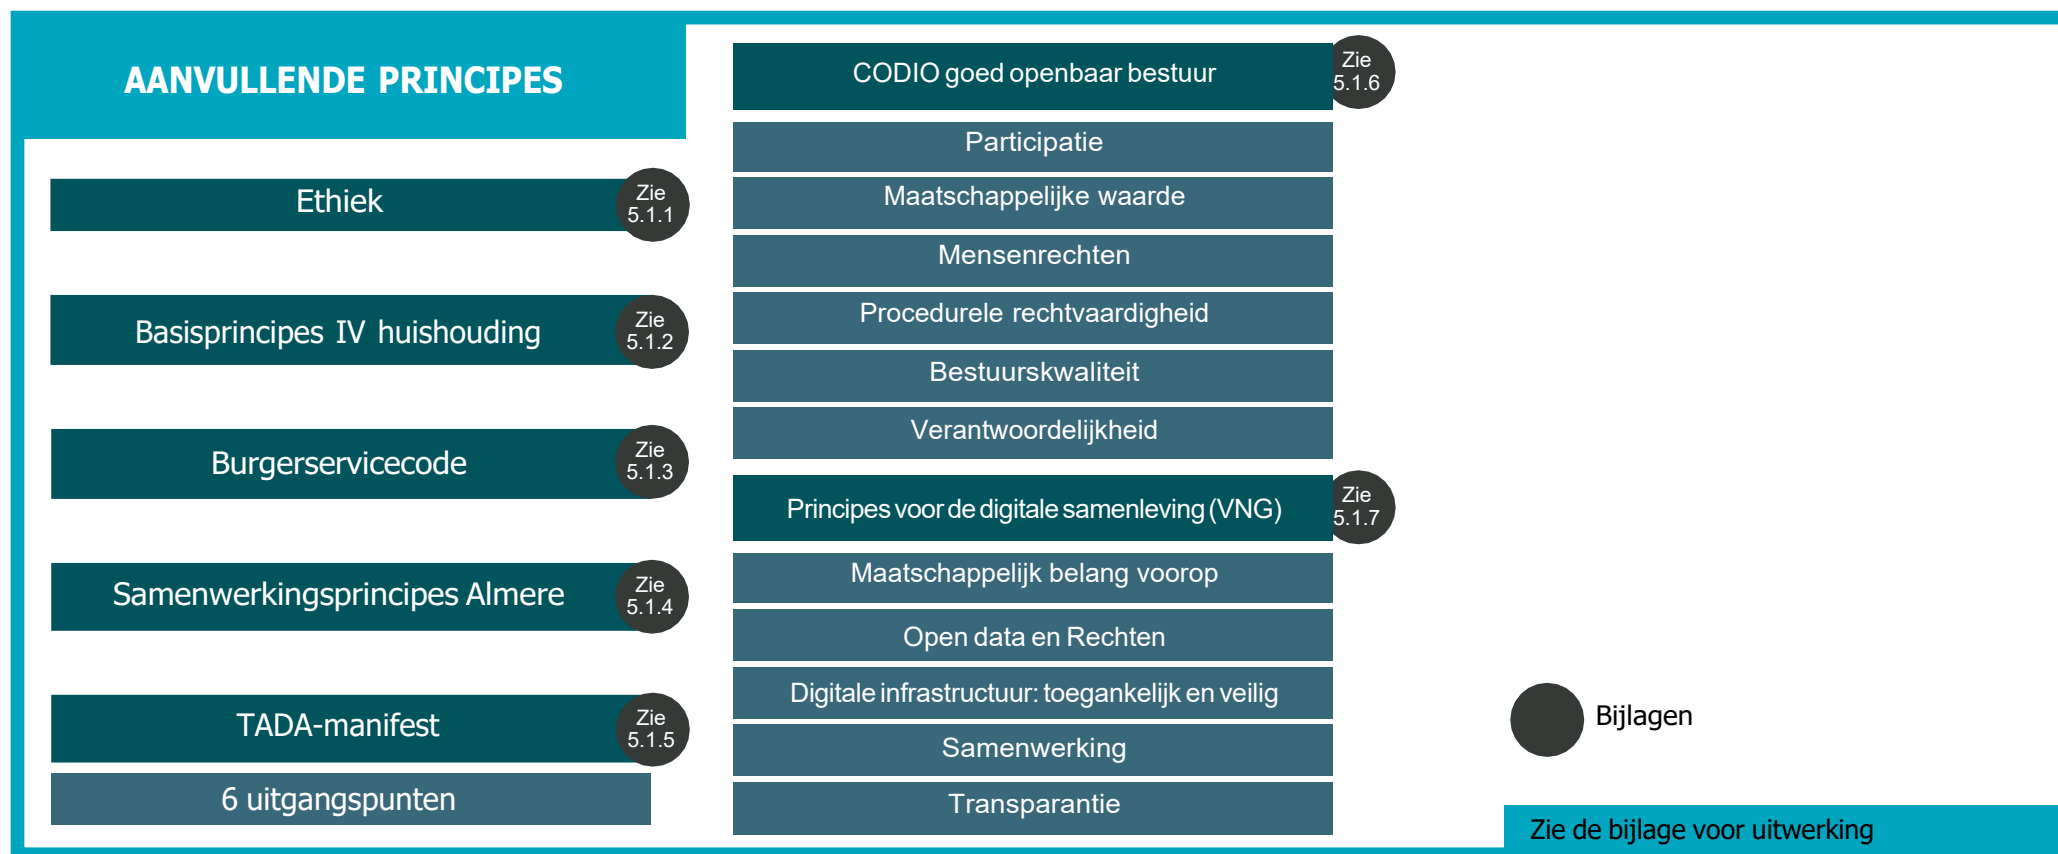 AANVULLENDE PRINCIPES
Ethiek
Zie
5.1.1
Basisprincipes IV huishouding
Zie
5.1.2
Burgerservicecode
Zie
5.1.3
Samenwerkingsprincipes Almere
Zie
5.1.4
TADA-manifest
Zie
5.1.5
6 uitgangspunten
CODIO goed openbaar bestuur
Zie
5.1.6
Participatie
Maatschappelijke waarde
Mensenrechten
Procedurele rechtvaardigheid
Bestuurskwaliteit
Verantwoordelijkheid
Principes voor de digitale samenleving (VNG)
Zie
5.1.7
Maatschappelijk belang voorop
Open data en Rechten
Digitale infrastructuur: toegankelijk en veilig
Samenwerking
Transparantie
Bijlagen
Zie de bijlage voor uitwerking